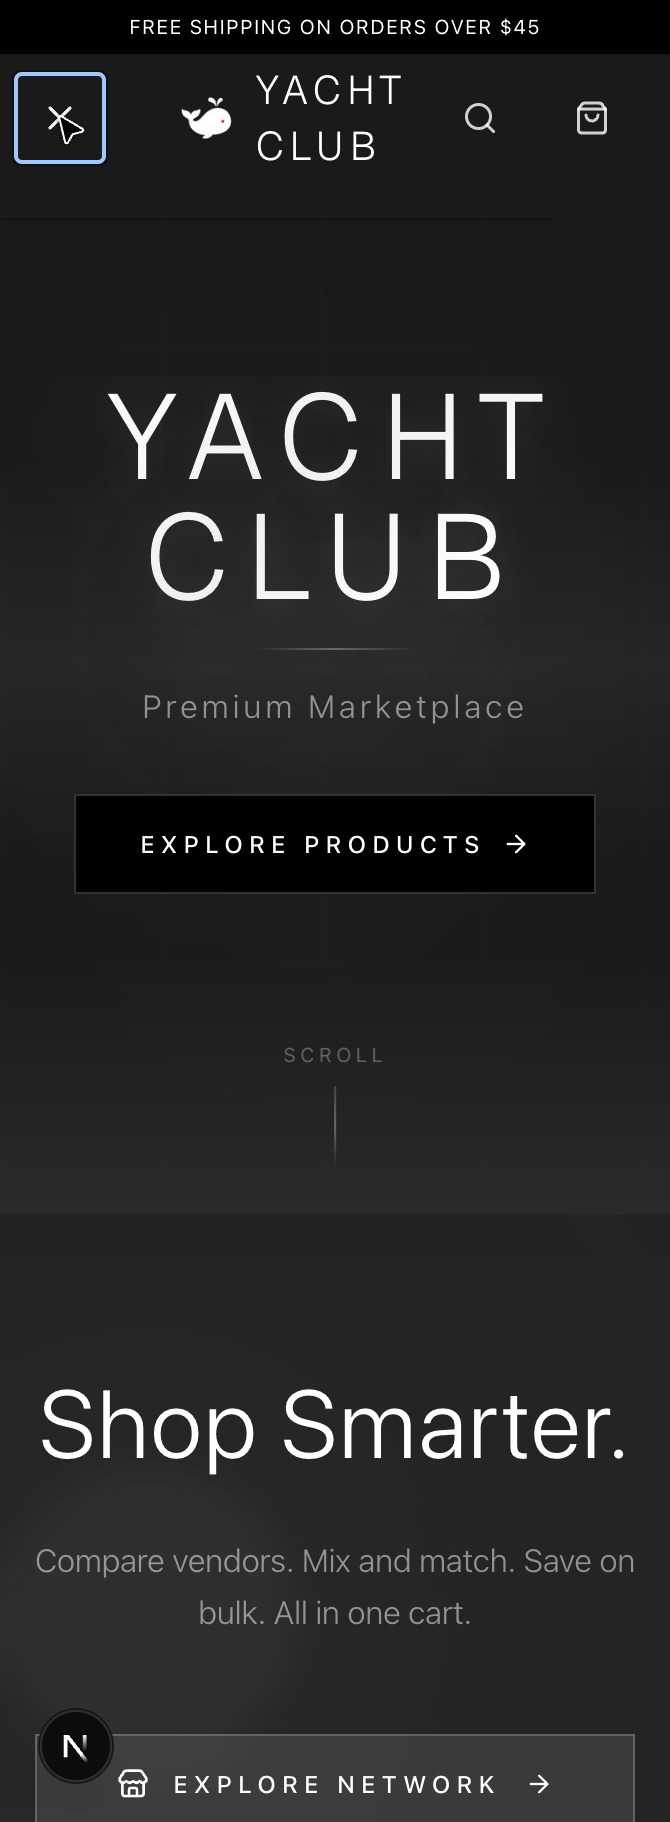 FREE SHIPPING ON ORDERS OVER $45
YACHT
CLUB
YACHT
CLUB
Premium Marketplace
EXPLORE PRODUCTS →
SCROLL
Shop Smarter.
Compare vendors. Mix and match. Save on
bulk. All in one cart.
N
EXPLORE NETWORK →